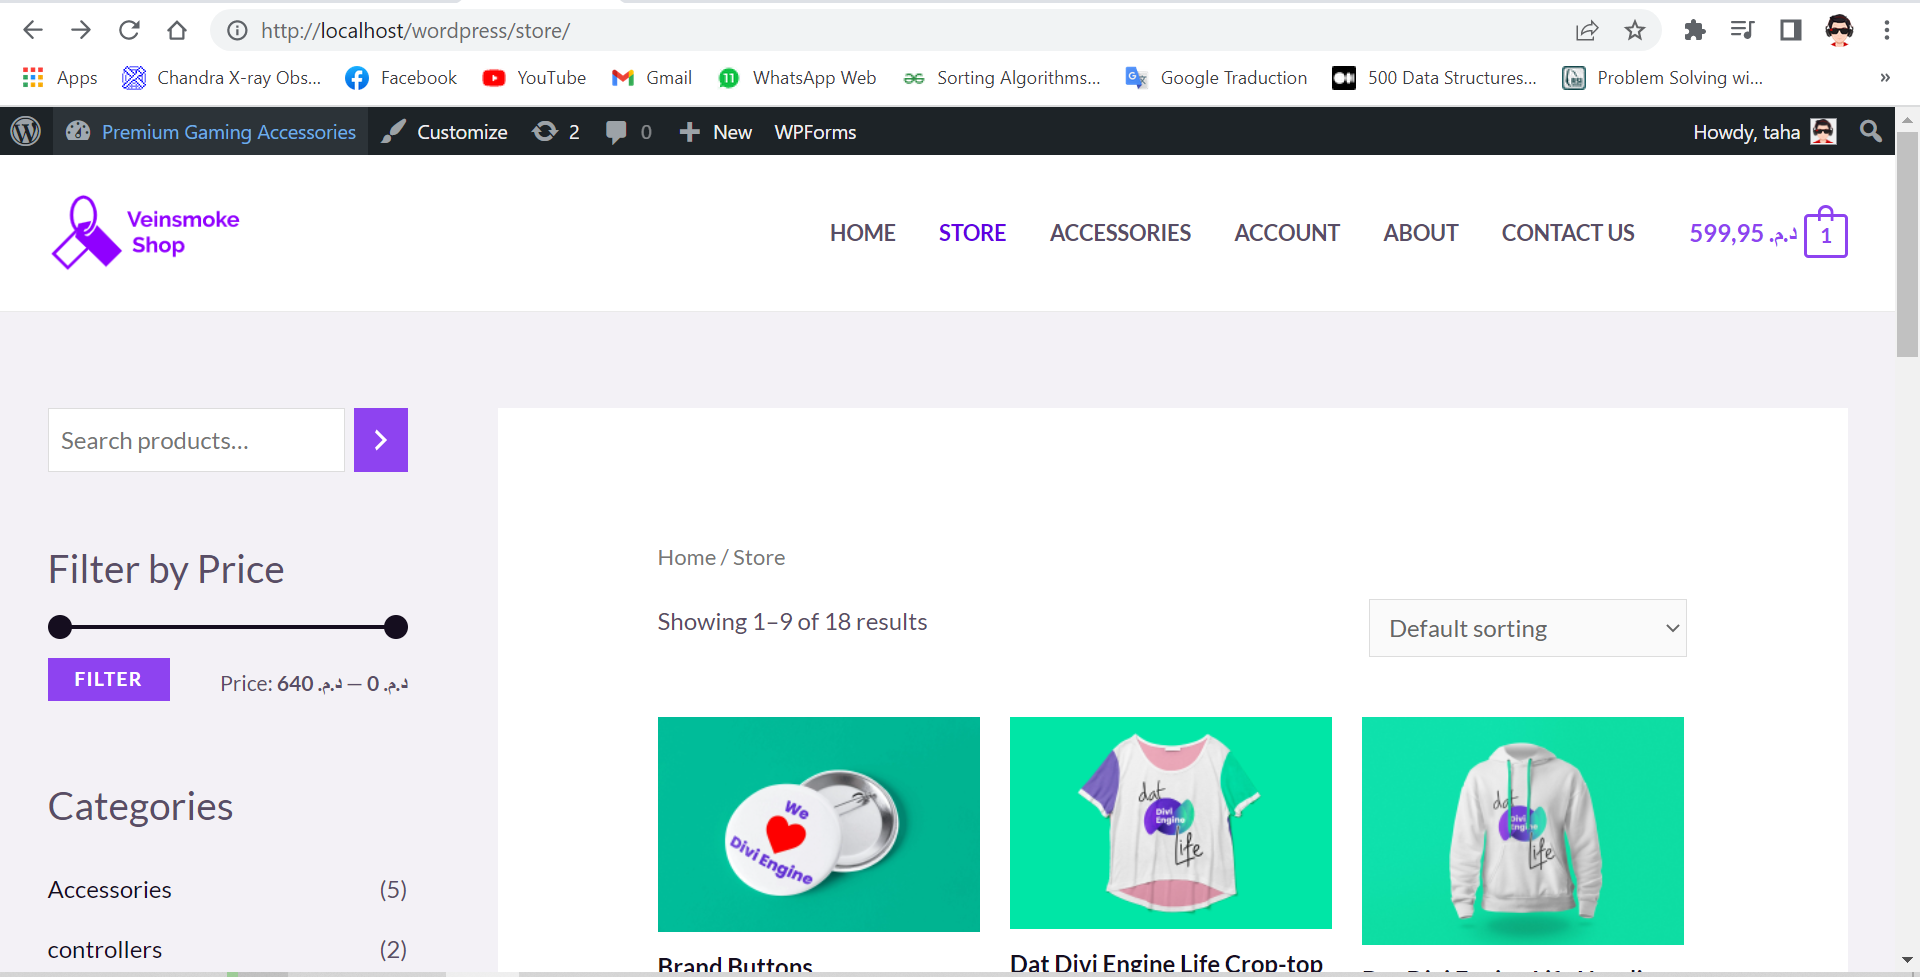 http://localhost/wordpress/store/
Apps
Chandra X-ray Obs...
Facebook
YouTube
Gmail
11
WhatsApp Web
Sorting Algorithms...
Google Traduction
500 Data Structures...
Problem Solving wi...
»
Premium Gaming Accessories
Customize
2
0
New
WPForms
Howdy, taha
Veinsmoke
Shop
HOME
STORE
ACCESSORIES
ACCOUNT
ABOUT
CONTACT US
599,95 د.م.
1
Search products...
Filter by Price
FILTER
Price: 640 د.م. — 0 د.م.
Categories
Accessories (5)
controllers (2)
Home / Store
Showing 1–9 of 18 results
Default sorting
We
Divi Engine
dat
Divi
Engine
Life
dat
Divi
Engine
Life
Brand Buttons
Dat Divi Engine Life Crop-top